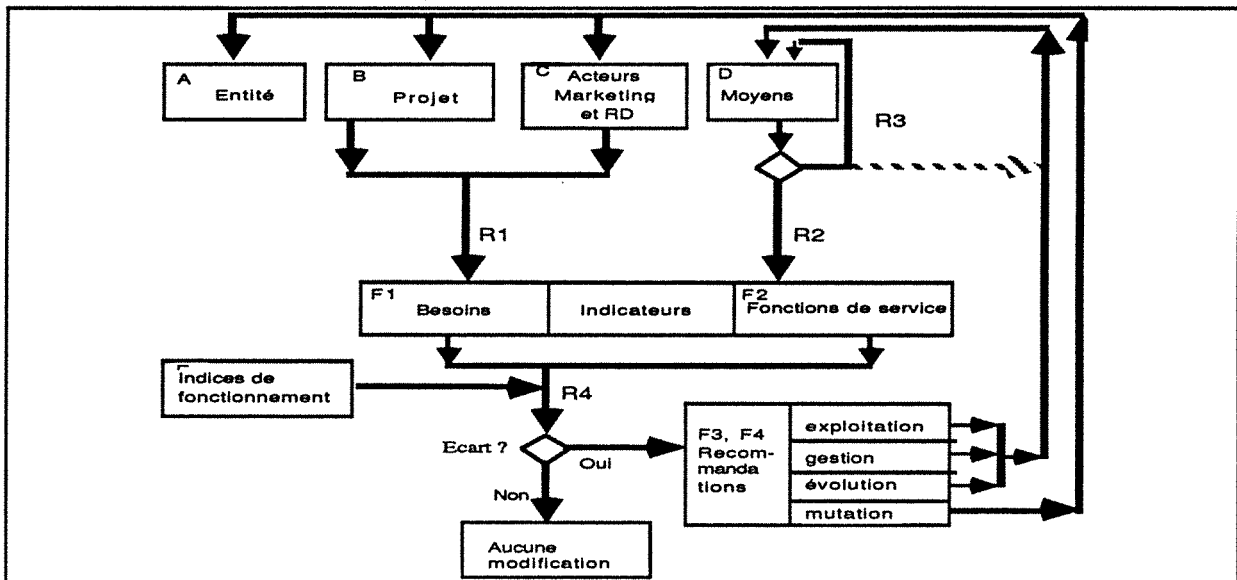 A
Entité
B
Projet
C
Acteurs
Marketing
et RD
D
Moyens
R3
R1
R2
F1
Besoins
Indicateurs
F2
Fonctions de service
Indices de
fonctionnement
R4
Ecart ?
Oui
Non
F3, F4
Recom-
manda
tions
exploitation
gestion
évolution
mutation
Aucune
modification